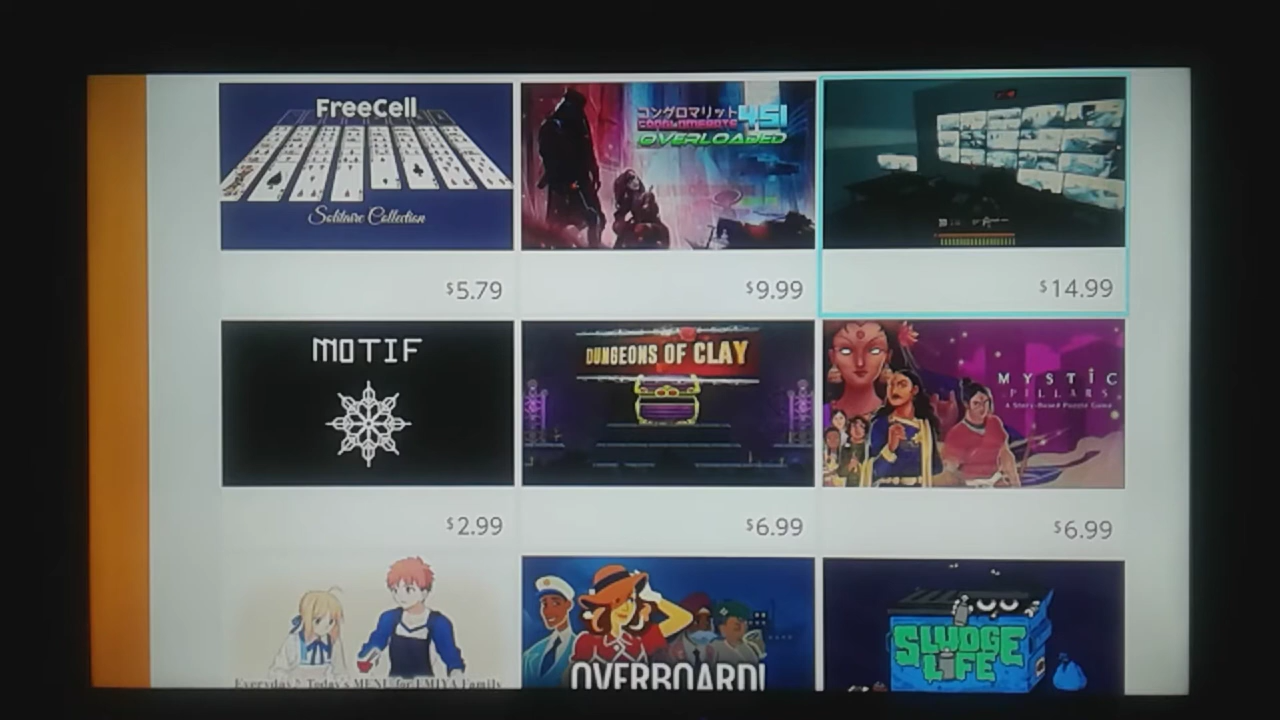 FreeCell
Solitaire Collection
$5.79
コングロマリット
CONGLOMERATE 451
OVERLOADED
$9.99
$14.99
MOTIF
$2.99
DUNGEONS OF CLAY
$6.99
MYSTIC
PILLARS
A Story-Based Puzzle Game
$6.99
Everyday♪ Today's MENU for EMIYA Family
OVERBOARD!
SLUDGE
LIFE